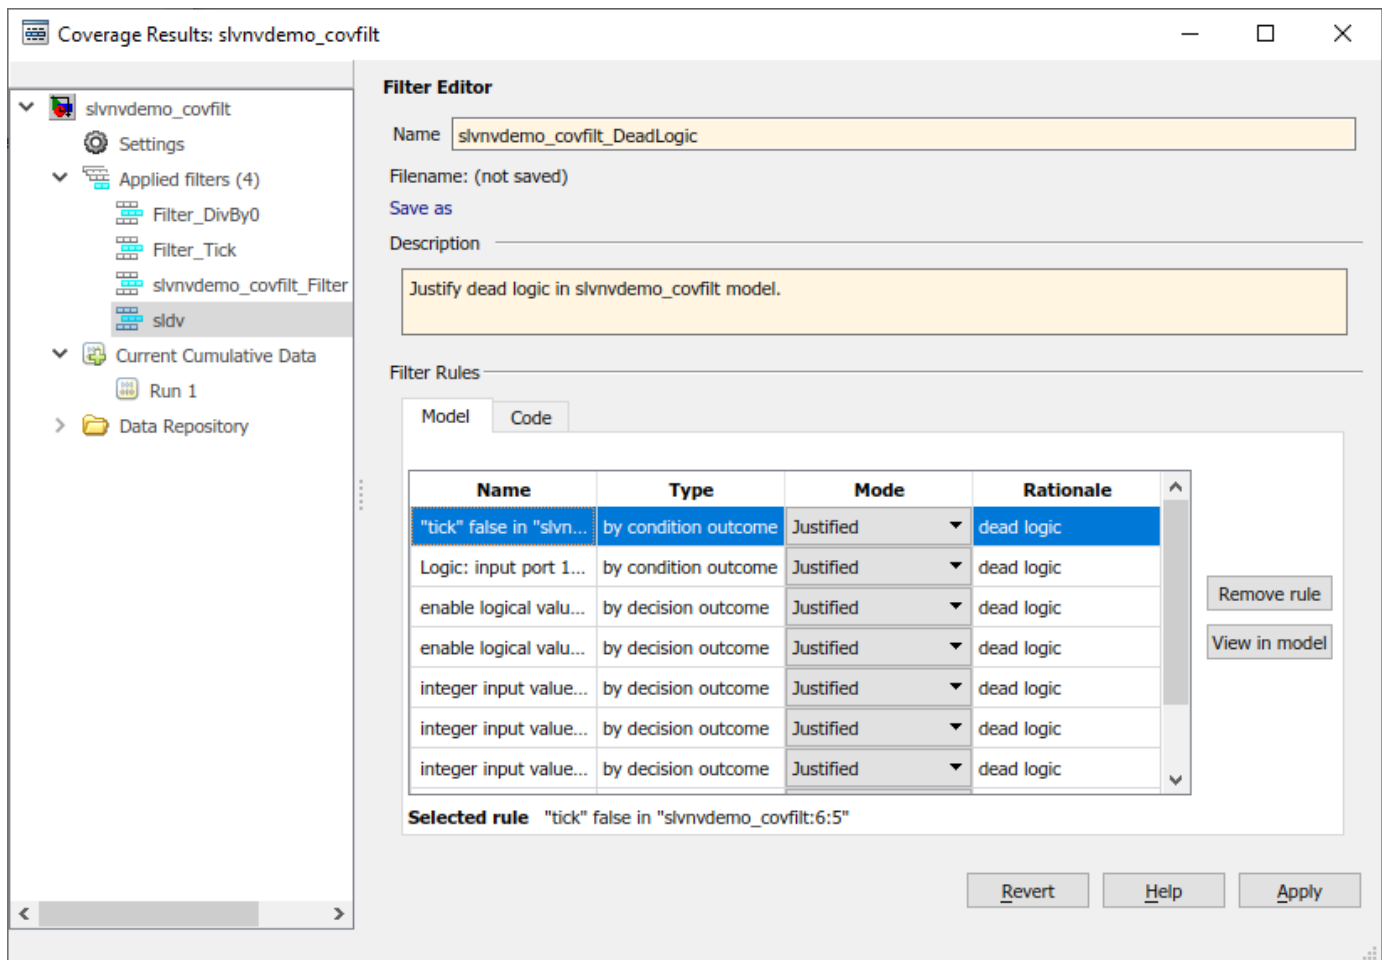 Coverage Results: slvnvdemo_covfilt
slvnvdemo_covfilt
Settings
Applied filters (4)
Filter_DivBy0
Filter_Tick
slvnvdemo_covfilt_Filter
sldv
Current Cumulative Data
Run 1
Data Repository
Filter Editor
Name slvnvdemo_covfilt_DeadLogic
Filename: (not saved)
Save as
Description
Justify dead logic in slvnvdemo_covfilt model.
Filter Rules
Model Code
Name Type Mode Rationale
"tick" false in "slvn... by condition outcome Justified dead logic
Logic: input port 1... by condition outcome Justified dead logic
enable logical valu... by decision outcome Justified dead logic
enable logical valu... by decision outcome Justified dead logic
integer input value... by decision outcome Justified dead logic
integer input value... by decision outcome Justified dead logic
integer input value... by decision outcome Justified dead logic
Remove rule
View in model
Selected rule "tick" false in "slvnvdemo_covfilt:6:5"
Revert Help Apply